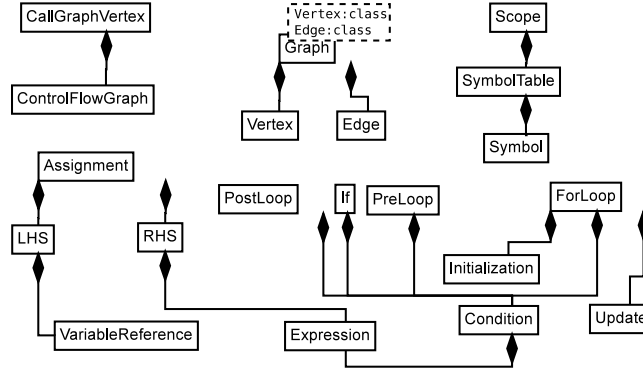 CallGraphVertex
Vertex:class
Edge:class
Graph
Scope
ControlFlowGraph
SymbolTable
Vertex
Edge
Symbol
Assignment
PostLoop
If
PreLoop
ForLoop
LHS
RHS
Initialization
VariableReference
Expression
Condition
Update